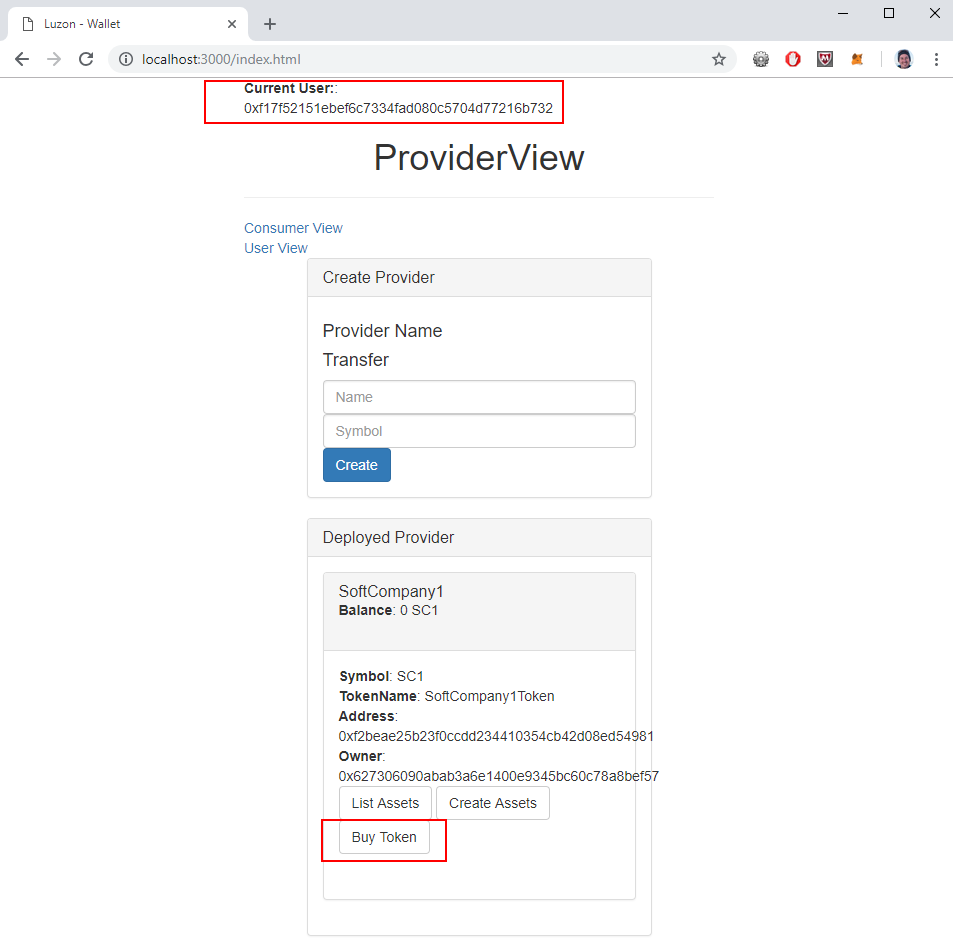 Luzon - Wallet
localhost:3000/index.html
Current User::
0xf17f52151ebef6c7334fad080c5704d77216b732
ProviderView
Consumer View
User View
Create Provider
Provider Name
Transfer
Name
Symbol
Create
Deployed Provider
SoftCompany1
Balance: 0 SC1
Symbol: SC1
TokenName: SoftCompany1Token
Address:
0xf2beae25b23f0ccdd234410354cb42d08ed54981
Owner:
0x627306090abab3a6e1400e9345bc60c78a8bef57
List Assets Create Assets
Buy Token